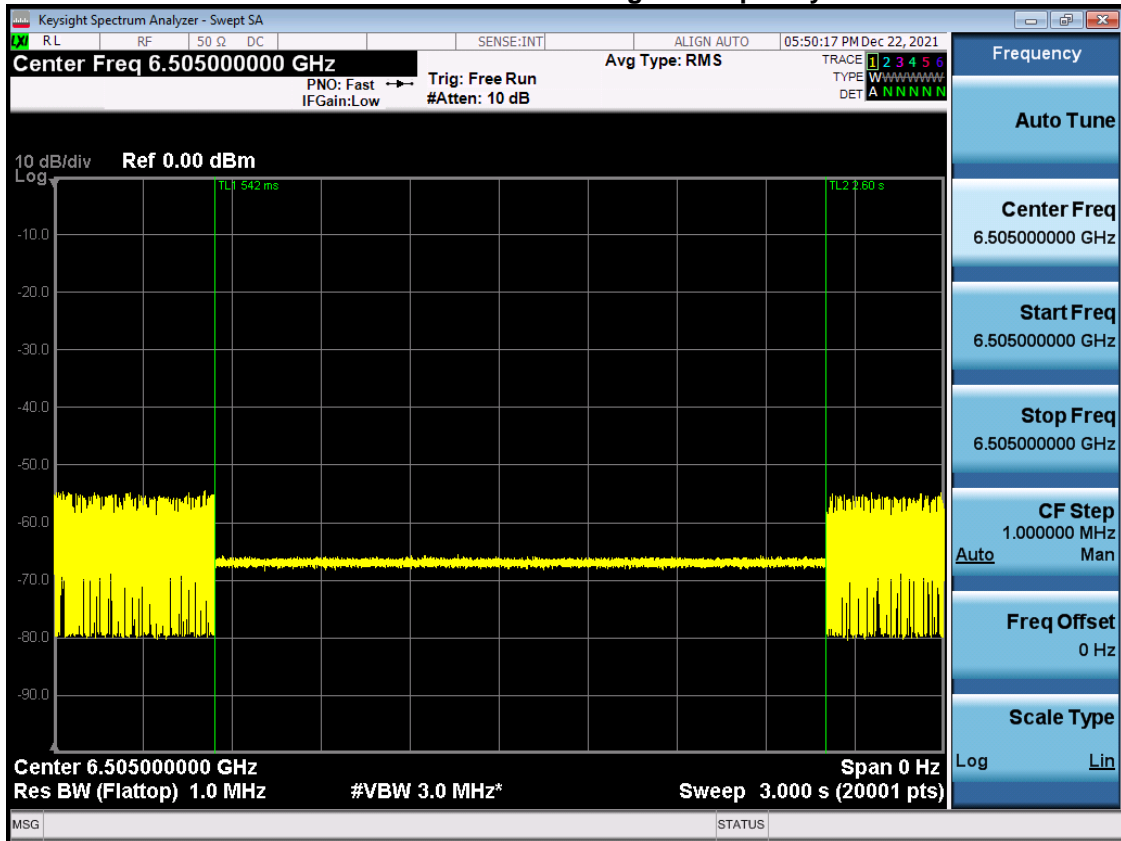 Keysight Spectrum Analyzer - Swept SA
LXI RL RF 50 Ω DC SENSE:INT ALIGN AUTO 05:50:17 PM Dec 22, 2021
Center Freq 6.505000000 GHz
PNO: Fast
IFGain:Low
Trig: Free Run
#Atten: 10 dB
Avg Type: RMS
TRACE 1 2 3 4 5 6
TYPE WWWWWW
DET A N N N N N
10 dB/div Ref 0.00 dBm
Log
TL1 542 ms
TL2 2.60 s
-10.0
-20.0
-30.0
-40.0
-50.0
-60.0
-70.0
-80.0
-90.0
Center 6.505000000 GHz Span 0 Hz
Res BW (Flattop) 1.0 MHz #VBW 3.0 MHz* Sweep 3.000 s (20001 pts)
MSG STATUS
Frequency
Auto Tune
Center Freq
6.505000000 GHz
Start Freq
6.505000000 GHz
Stop Freq
6.505000000 GHz
CF Step
1.000000 MHz
Auto Man
Freq Offset
0 Hz
Scale Type
Log Lin